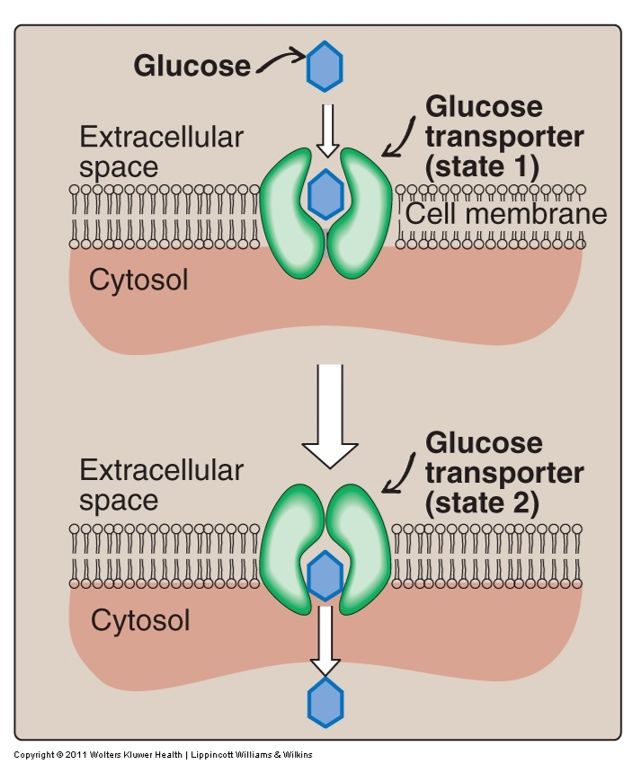 Glucose
Glucose
transporter
(state 1)
Extracellular
space
Cell membrane
Cytosol
Glucose
transporter
(state 2)
Extracellular
space
Cytosol
Copyright © 2011 Wolters Kluwer Health | Lippincott Williams & Wilkins